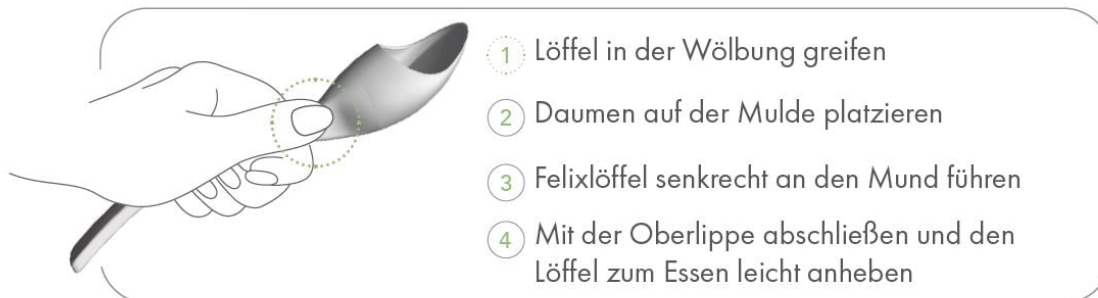 1 Löffel in der Wölbung greifen
2 Daumen auf der Mulde platzieren
3 Felixlöffel senkrecht an den Mund führen
4 Mit der Oberlippe abschließen und den
Löffel zum Essen leicht anheben